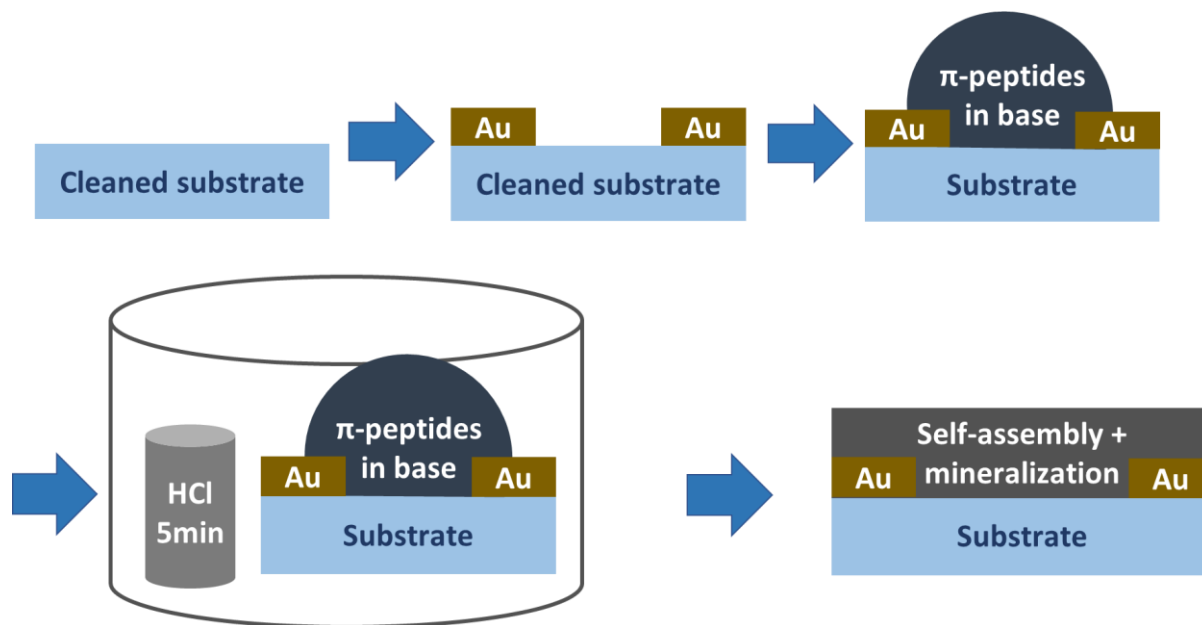 Cleaned substrate
Au
Au
Cleaned substrate
π-peptides
in base
Au
Au
Substrate
π-peptides
in base
Au
Au
HCl
5min
Substrate
Self-assembly +
mineralization
Au
Au
Substrate